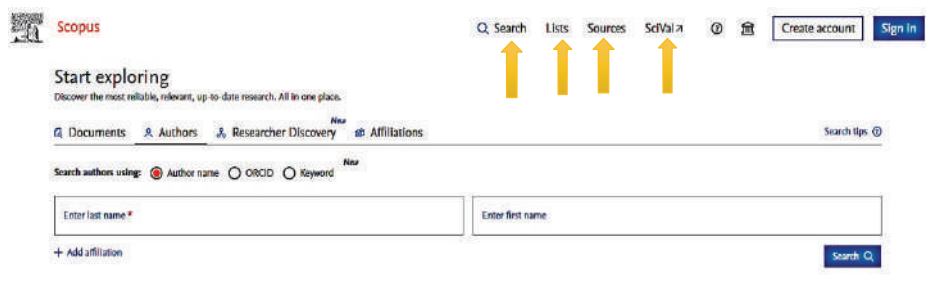 Scopus
Search Lists Sources SciVal Create account Sign in
Start exploring
Discover the most reliable, relevant, up-to-date research. All in one place.
Documents Authors Researcher Discovery New Affiliations Search tips
Search authors using: Author name ORCID Keyword New
Enter last name * Enter first name
+ Add affiliation Search